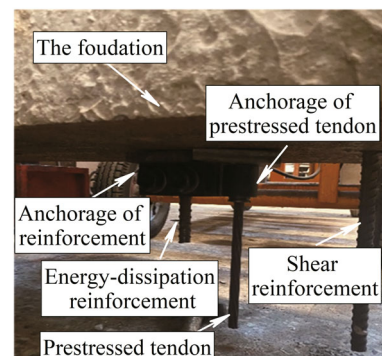 The foudation
Anchorage of
prestressed tendon
Anchorage of
reinforcement
Energy-dissipation
reinforcement
Shear
reinforcement
Prestressed tendon